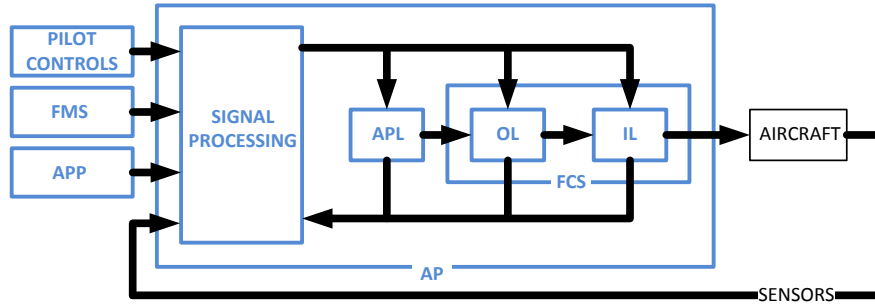 PILOT
CONTROLS
FMS
APP
SIGNAL
PROCESSING
APL
OL
IL
FCS
AP
AIRCRAFT
SENSORS